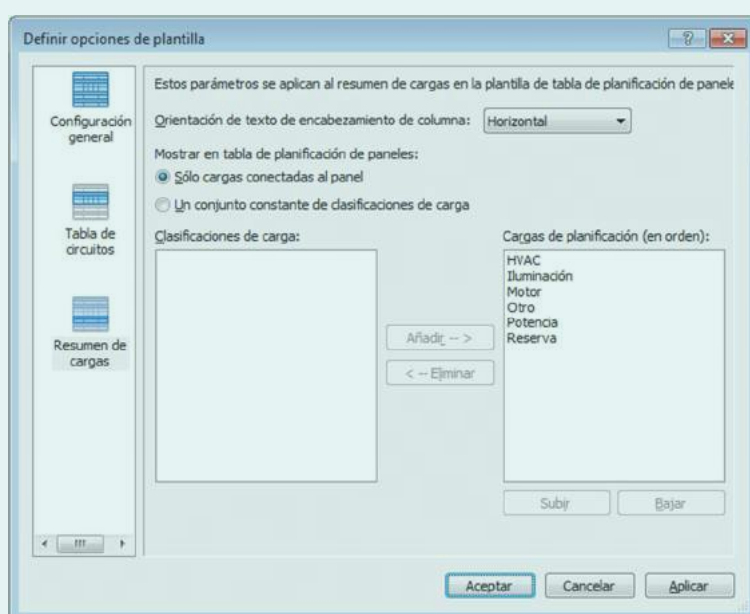 Definir opciones de plantilla
Configuración
general
Tabla de
circuitos
Resumen de
cargas
Estos parámetros se aplican al resumen de cargas en la plantilla de tabla de planificación de panele
Orientación de texto de encabezamiento de columna: Horizontal
Mostrar en tabla de planificación de paneles:
Sólo cargas conectadas al panel
Un conjunto constante de clasificaciones de carga
Clasificaciones de carga:
Añadir -- >
< -- Eliminar
Cargas de planificación (en orden):
HVAC
Iluminación
Motor
Otro
Potencia
Reserva
Subir Bajar
Aceptar Cancelar Aplicar